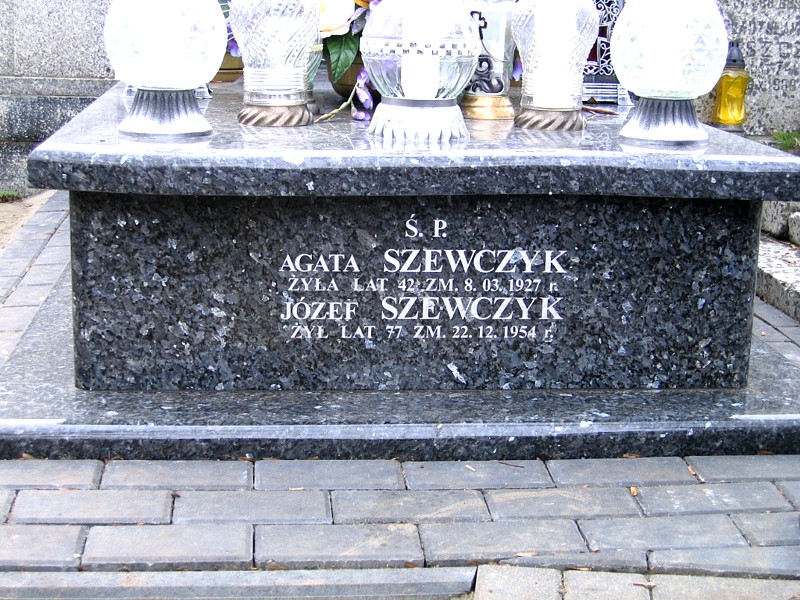 Ś. P.
AGATA SZEWCZYK
ŻYŁA LAT 42 ZM. 8. 03. 1927 r.
JÓZEF SZEWCZYK
ŻYŁ LAT 77 ZM. 22. 12. 1954 r.